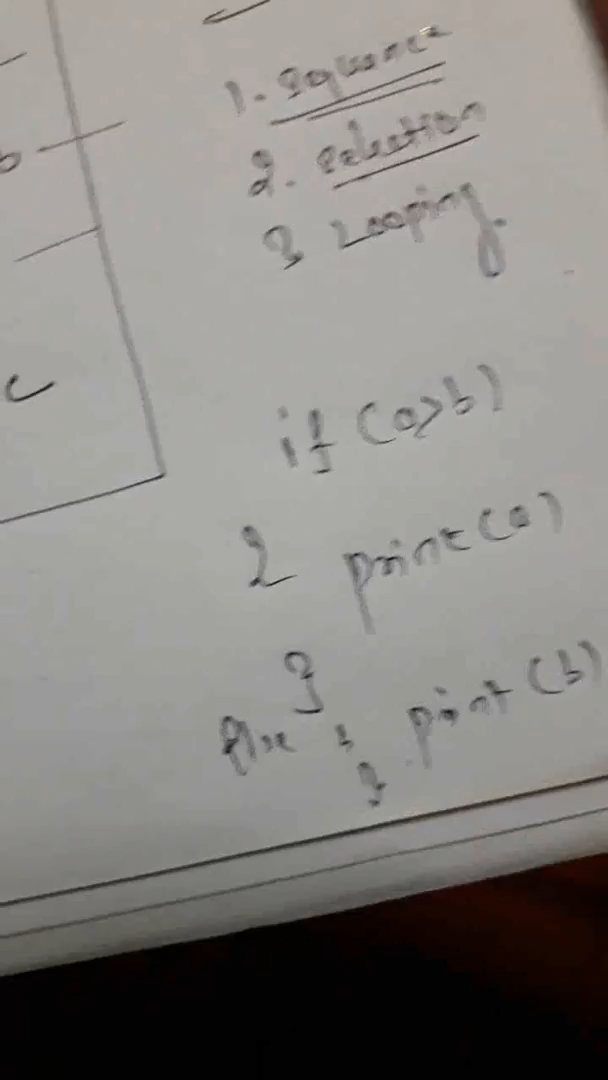 b
c
1. Sequence
2. Selection
3 Looping.
if (a>b)
{ print(a)
}
else { print(b)
}